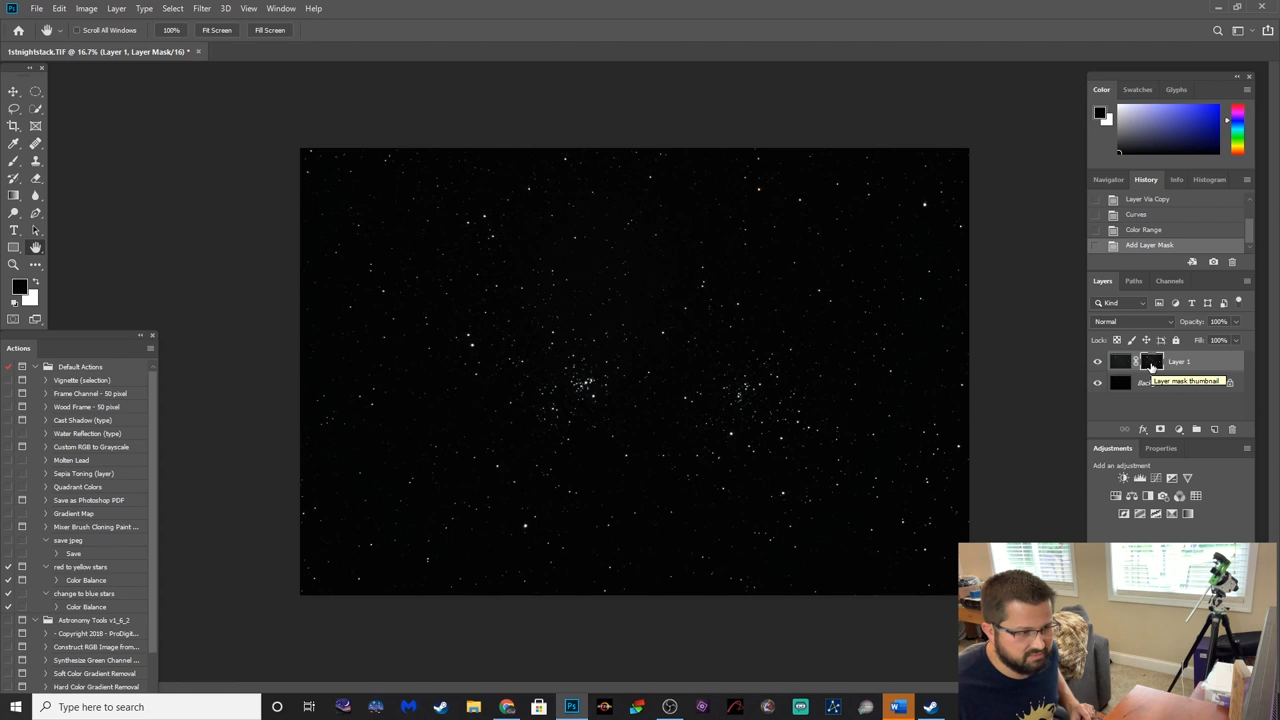 Ps File Edit Image Layer Type Select Filter 3D View Window Help
Scroll All Windows 100% Fit Screen Fill Screen
1stnightstack.TIF @ 16.7% (Layer 1, Layer Mask/16) *
Color Swatches Glyphs
Navigator History Info Histogram
Layer Via Copy
Curves
Color Range
Add Layer Mask
Layers Paths Channels
Kind
Normal Opacity: 100%
Lock: Fill: 100%
Layer 1
Layer mask thumbnail
Adjustments Properties
Add an adjustment
Actions
Default Actions
Vignette (selection)
Frame Channel - 50 pixel
Wood Frame - 50 pixel
Cast Shadow (type)
Water Reflection (type)
Custom RGB to Grayscale
Molten Lead
Sepia Toning (layer)
Quadrant Colors
Save as Photoshop PDF
Gradient Map
Mixer Brush Cloning Paint ...
save jpeg
Save
red to yellow stars
Color Balance
change to blue stars
Color Balance
Astronomy Tools v1_6_2
- Copyright 2018 - ProDigit...
Construct RGB Image from...
Synthesize Green Channel ...
Soft Color Gradient Removal
Hard Color Gradient Removal
Type here to search